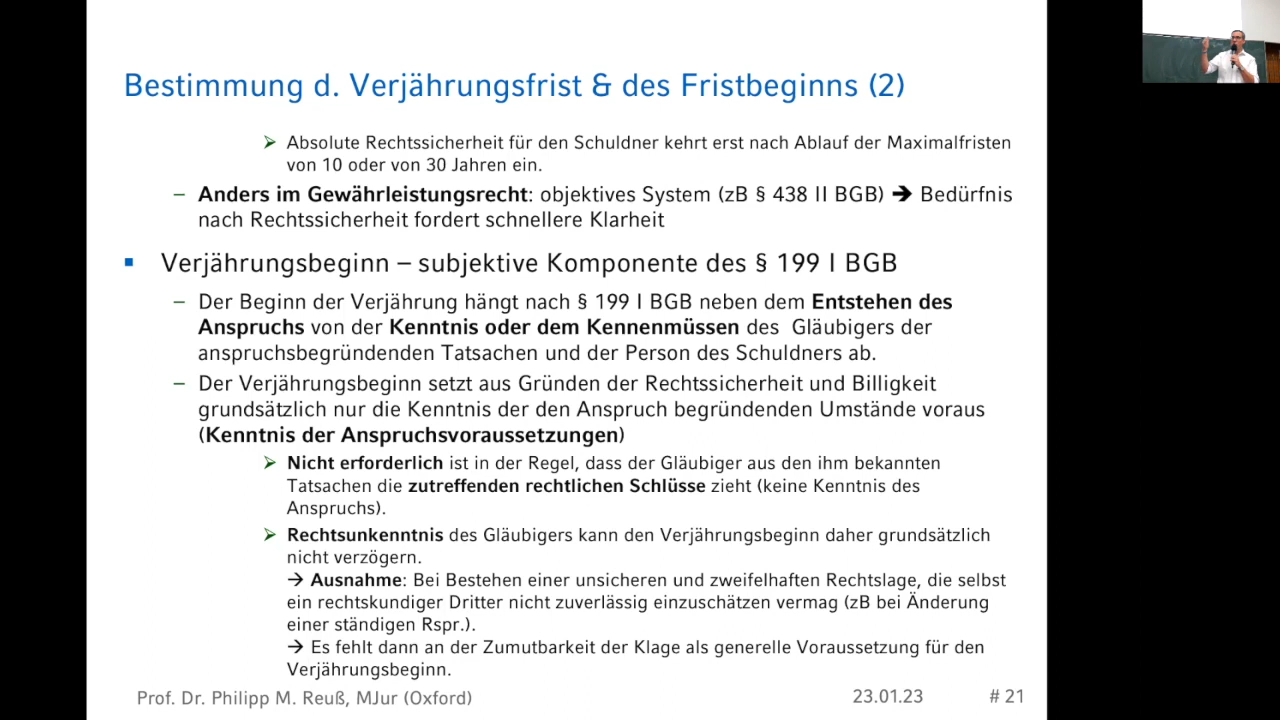 Bestimmung d. Verjährungsfrist & des Fristbeginns (2)
➢ Absolute Rechtssicherheit für den Schuldner kehrt erst nach Ablauf der Maximalfristen
von 10 oder von 30 Jahren ein.
– Anders im Gewährleistungsrecht: objektives System (zB § 438 II BGB) ➔ Bedürfnis
nach Rechtssicherheit fordert schnellere Klarheit
▪ Verjährungsbeginn – subjektive Komponente des § 199 I BGB
– Der Beginn der Verjährung hängt nach § 199 I BGB neben dem Entstehen des
Anspruchs von der Kenntnis oder dem Kennenmüssen des Gläubigers der
anspruchsbegründenden Tatsachen und der Person des Schuldners ab.
– Der Verjährungsbeginn setzt aus Gründen der Rechtssicherheit und Billigkeit
grundsätzlich nur die Kenntnis der den Anspruch begründenden Umstände voraus
(Kenntnis der Anspruchsvoraussetzungen)
➢ Nicht erforderlich ist in der Regel, dass der Gläubiger aus den ihm bekannten
Tatsachen die zutreffenden rechtlichen Schlüsse zieht (keine Kenntnis des
Anspruchs).
➢ Rechtsunkenntnis des Gläubigers kann den Verjährungsbeginn daher grundsätzlich
nicht verzögern.
→ Ausnahme: Bei Bestehen einer unsicheren und zweifelhaften Rechtslage, die selbst
ein rechtskundiger Dritter nicht zuverlässig einzuschätzen vermag (zB bei Änderung
einer ständigen Rspr.).
→ Es fehlt dann an der Zumutbarkeit der Klage als generelle Voraussetzung für den
Verjährungsbeginn.
Prof. Dr. Philipp M. Reuß, MJur (Oxford) 23.01.23 # 21